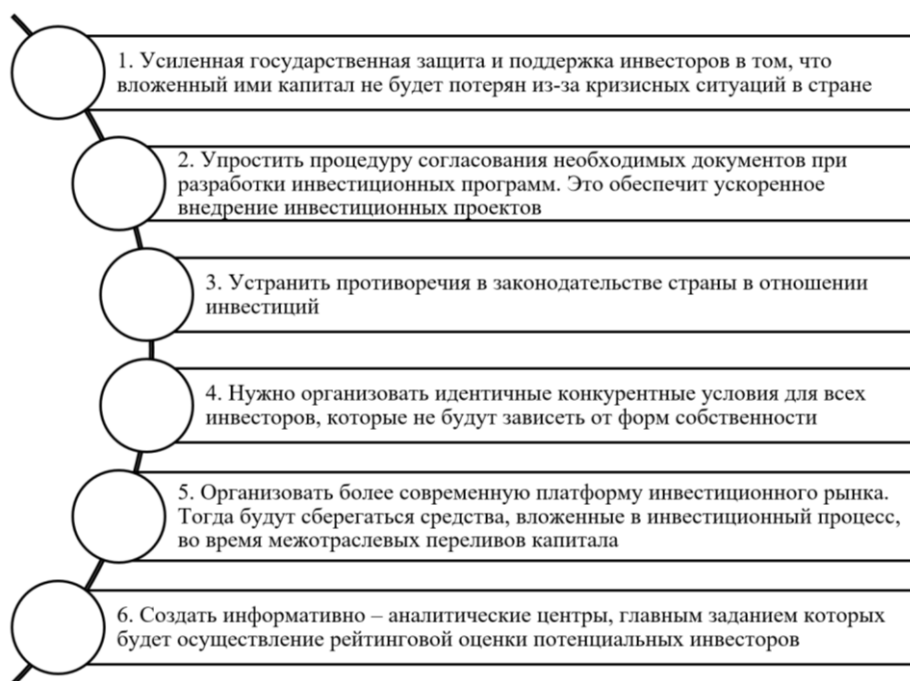 1. Усиленная государственная защита и поддержка инвесторов в том, что
вложенный ими капитал не будет потерян из-за кризисных ситуаций в стране
2. Упростить процедуру согласования необходимых документов при
разработки инвестиционных программ. Это обеспечит ускоренное
внедрение инвестиционных проектов
3. Устранить противоречия в законодательстве страны в отношении
инвестиций
4. Нужно организовать идентичные конкурентные условия для всех
инвесторов, которые не будут зависеть от форм собственности
5. Организовать более современную платформу инвестиционного рынка.
Тогда будут сберегаться средства, вложенные в инвестиционный процесс,
во время межотраслевых переливов капитала
6. Создать информативно – аналитические центры, главным заданием которых
будет осуществление рейтинговой оценки потенциальных инвесторов